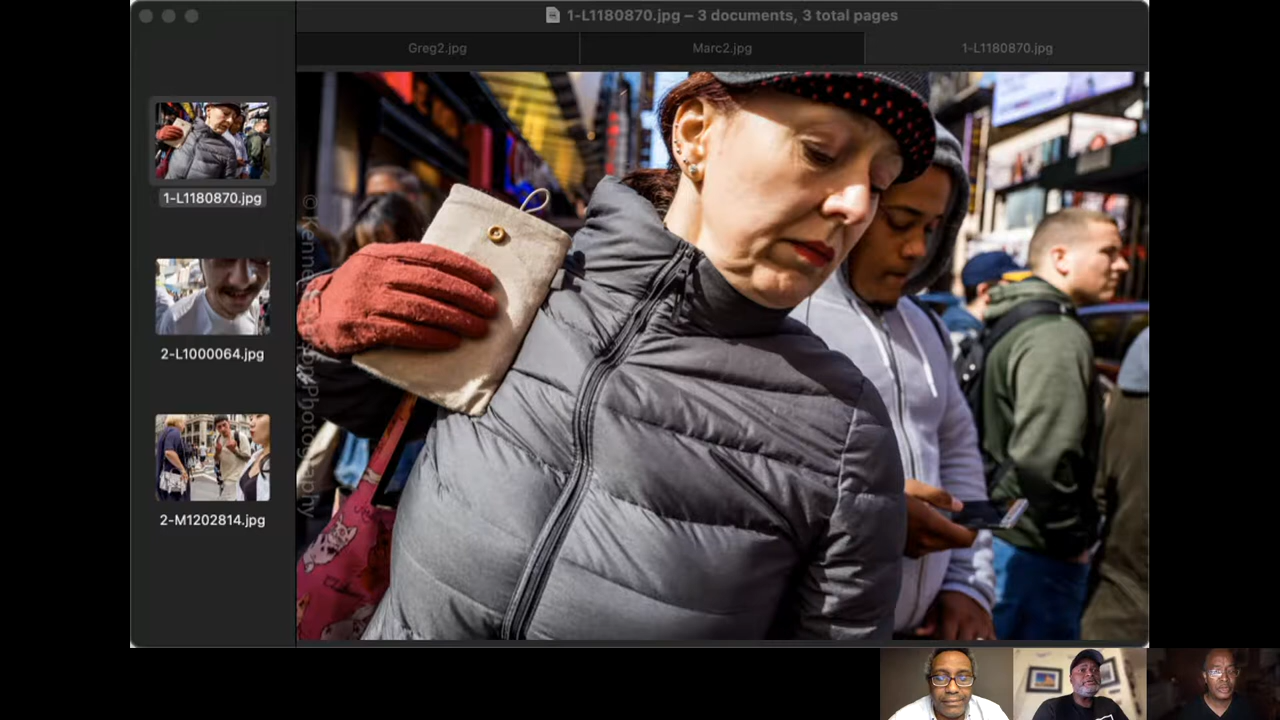 1-L1180870.jpg – 3 documents, 3 total pages
Greg2.jpg
Marc2.jpg
1-L1180870.jpg
1-L1180870.jpg
2-L1000064.jpg
2-M1202814.jpg